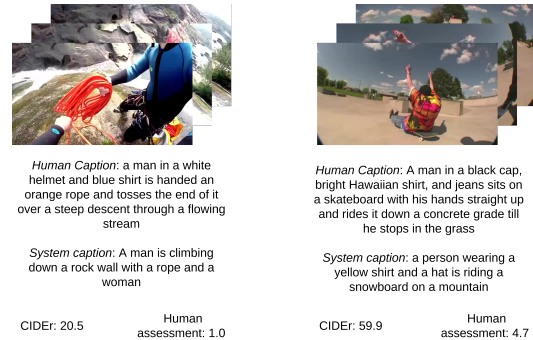 Human Caption: a man in a white
helmet and blue shirt is handed an
orange rope and tosses the end of it
over a steep descent through a flowing
stream
System caption: A man is climbing
down a rock wall with a rope and a
woman
CIDEr: 20.5
Human
assessment: 1.0
Human Caption: A man in a black cap,
bright Hawaiian shirt, and jeans sits on
a skateboard with his hands straight up
and rides it down a concrete grade till
he stops in the grass
System caption: a person wearing a
yellow shirt and a hat is riding a
snowboard on a mountain
CIDEr: 59.9
Human
assessment: 4.7